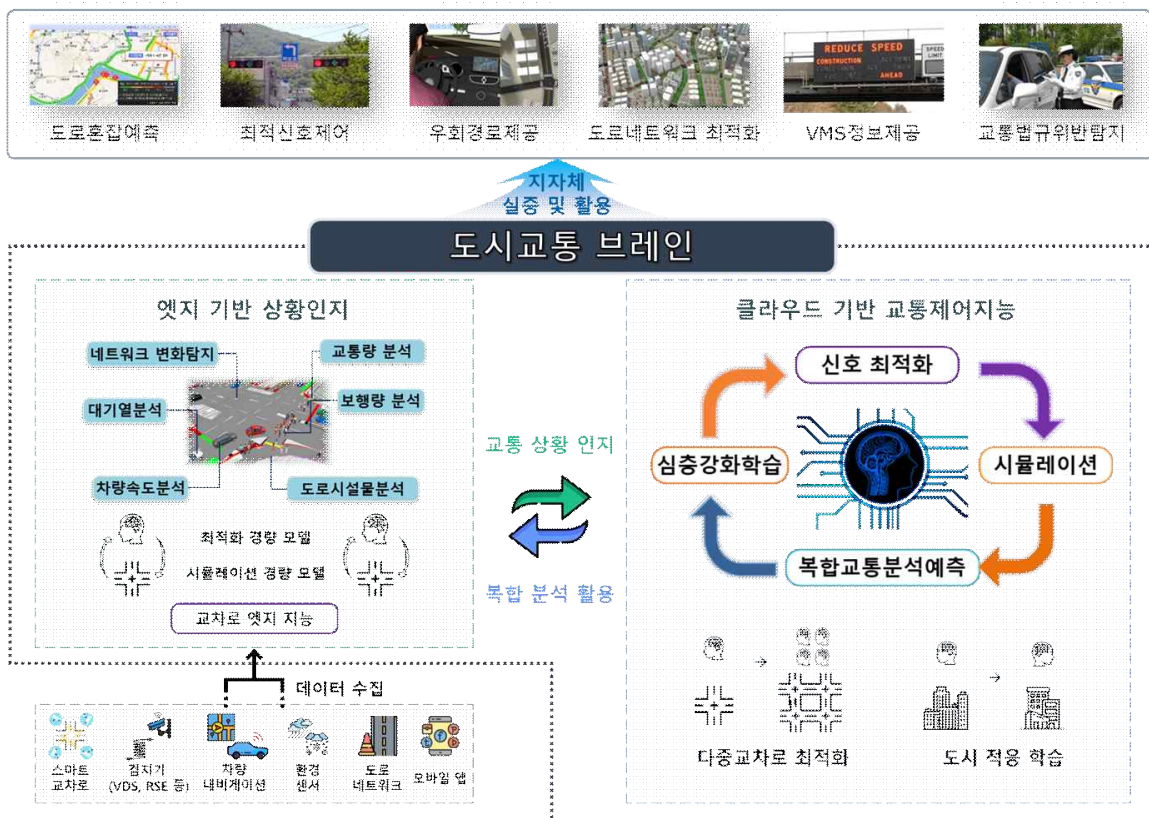 REDUCE SPEED
CONSTRUCTION
AHEAD
SPEED
LIMIT
도로혼잡예측
최적신호제어
우회경로제공
도로네트워크 최적화
VMS정보제공
교통법규위반탐지
지자체
실증 및 활용
도시교통 브레인
엣지 기반 상황인지
네트워크 변화탐지
교통량 분석
대기열분석
보행량 분석
차량속도분석
도로시설물분석
최적화 경량 모델
시뮬레이션 경량 모델
교차로 엣지 지능
교통 상황 인지
복합 분석 활용
클라우드 기반 교통제어지능
신호 최적화
심층강화학습
시뮬레이션
복합교통분석예측
다중교차로 최적화
도시 적응 학습
데이터 수집
스마트
교차로
검지기
(VDS, RSE 등)
차량
내비게이션
환경
센서
도로
네트워크
모바일 앱